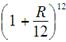 (1 + R/12)^12